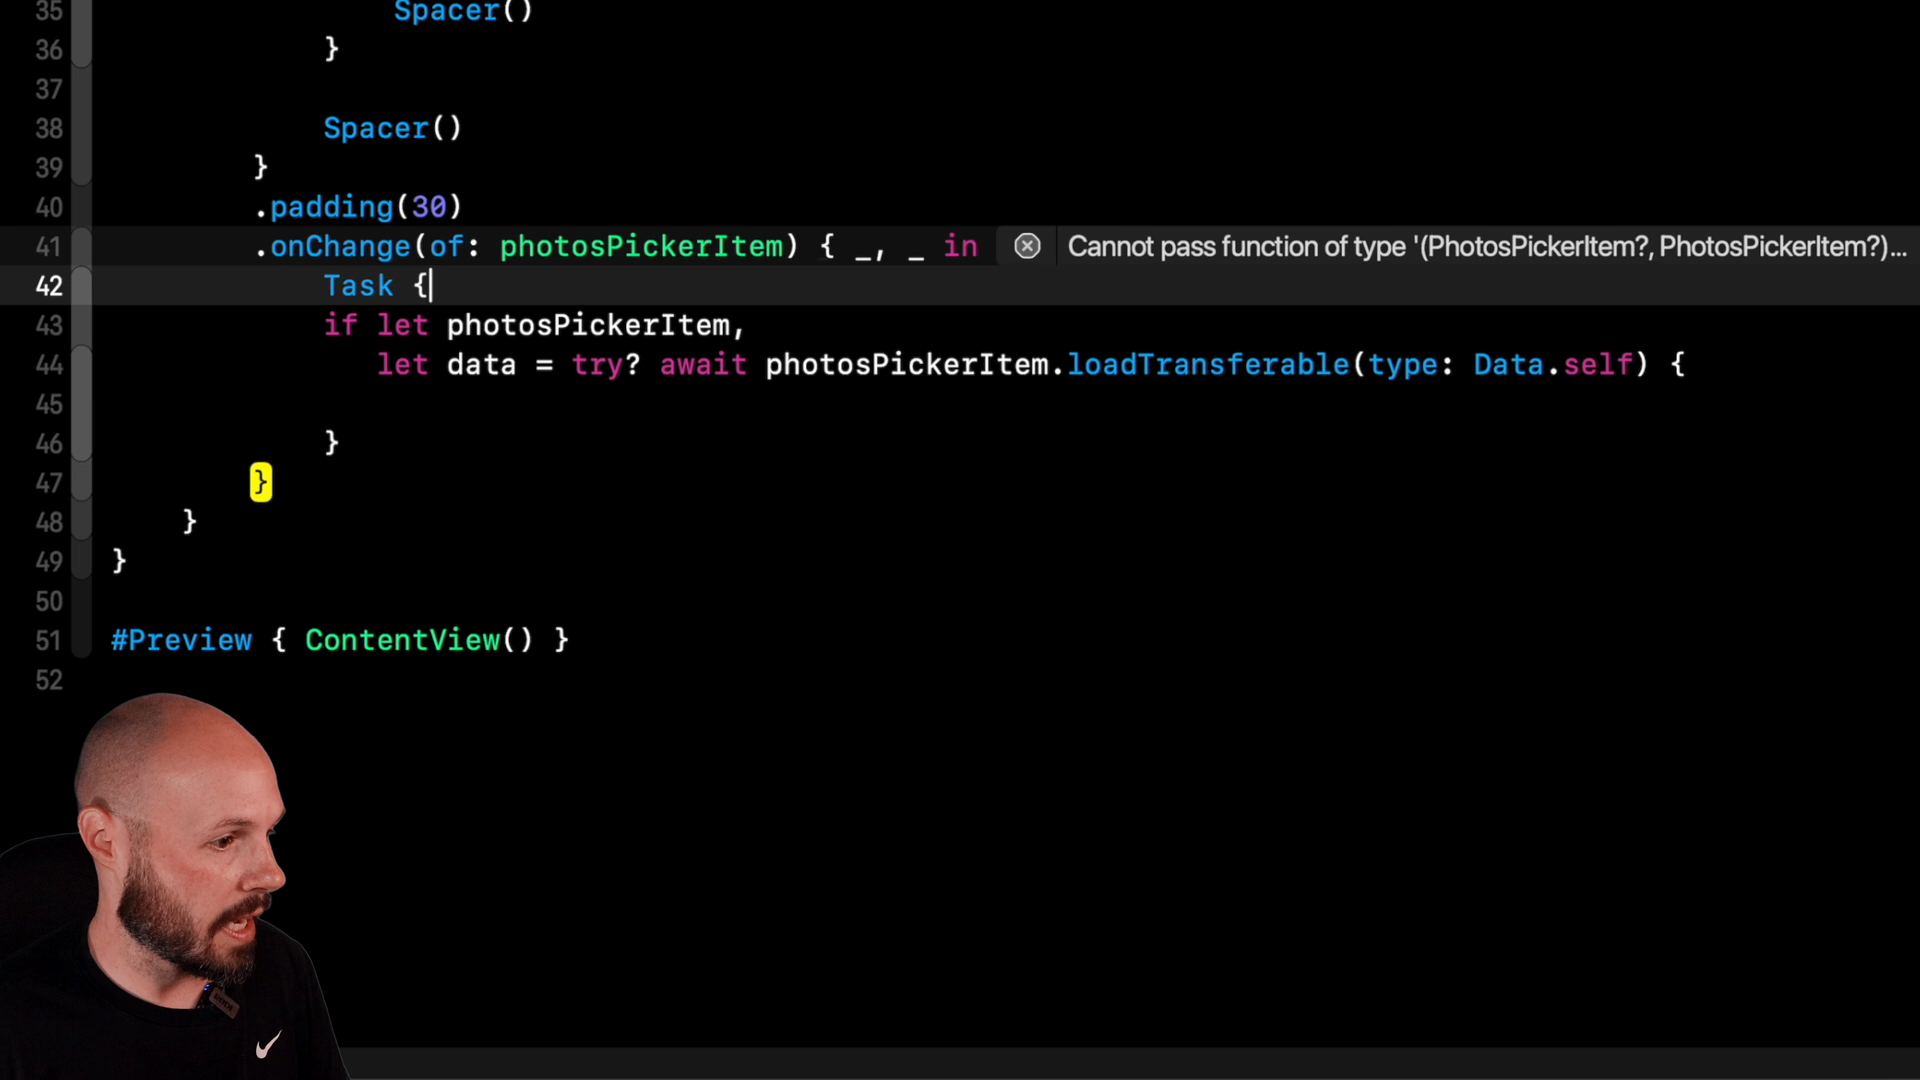 35 Spacer()
36 }
37
38 Spacer()
39 }
40 .padding(30)
41 .onChange(of: photosPickerItem) { _, _ in Cannot pass function of type '(PhotosPickerItem?, PhotosPickerItem?)...
42 Task {
43 if let photosPickerItem,
44 let data = try? await photosPickerItem.loadTransferable(type: Data.self) {
45
46 }
47 }
48 }
49 }
50
51 #Preview { ContentView() }
52